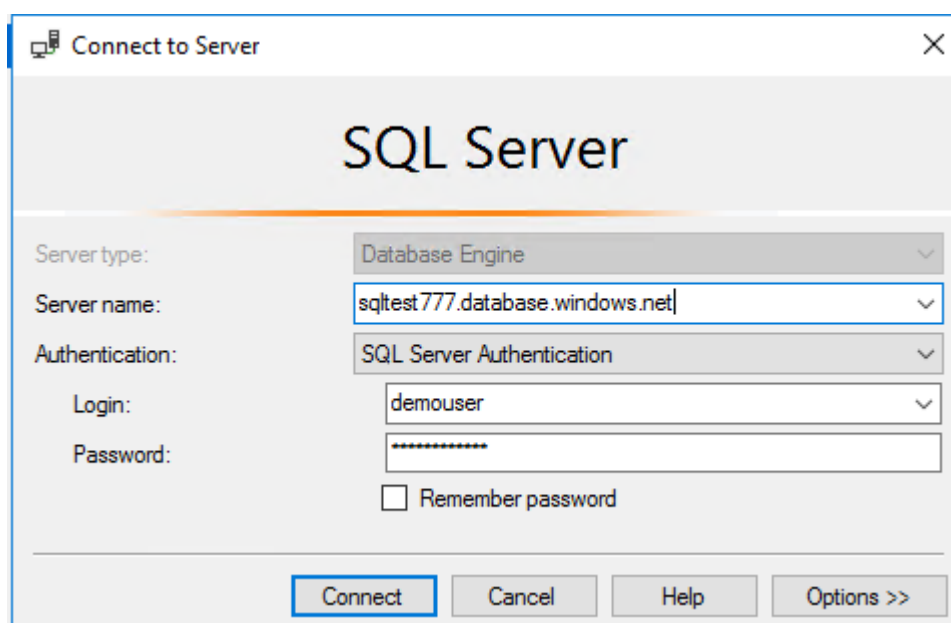 Connect to Server
SQL Server
Server type: Database Engine
Server name: sqltest777.database.windows.net
Authentication: SQL Server Authentication
Login: demouser
Password: ************
Remember password
Connect Cancel Help Options >>